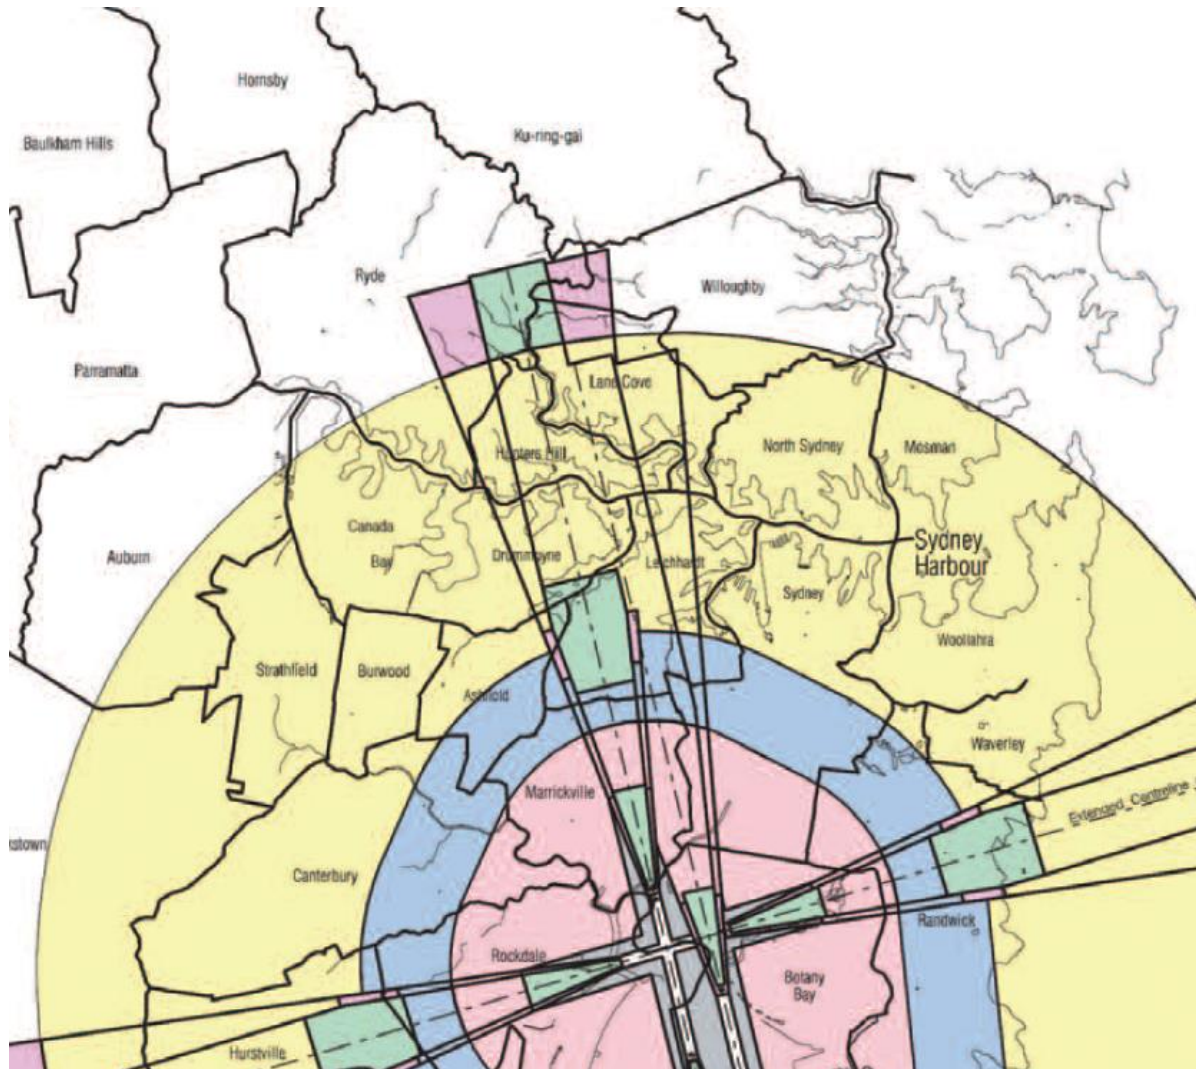 Hornsby
Ku-ring-gai
Baulkham Hills
Ryde
Willoughby
Parramatta
Lane Cove
North Sydney
Mosman
Hunters Hill
Canada
Bay
Drummoyne
Leichhardt
Auburn
Sydney
Harbour
Sydney
Woollahra
Strathfield
Burwood
Ashfield
Waverley
Marrickville
Extended Centreline
kstown
Canterbury
Randwick
Rockdale
Botany
Bay
Hurstville